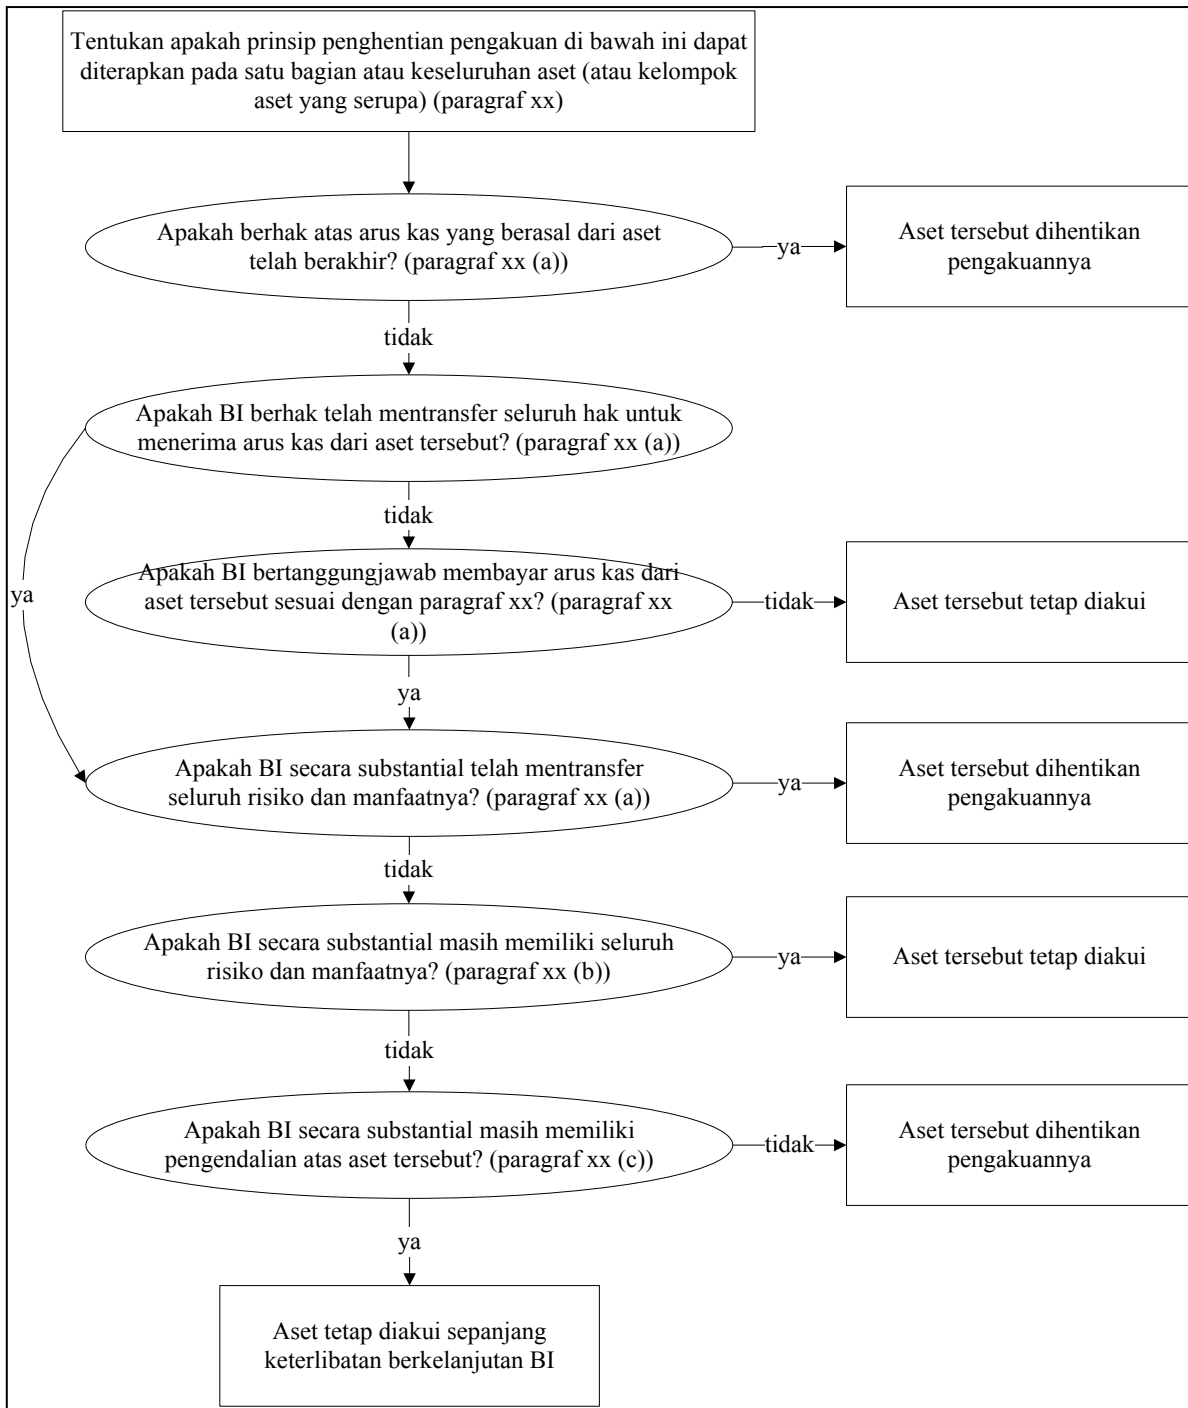 Tentukan apakah prinsip penghentian pengakuan di bawah ini dapat
diterapkan pada satu bagian atau keseluruhan aset (atau kelompok
aset yang serupa) (paragraf xx)
Apakah berhak atas arus kas yang berasal dari aset
telah berakhir? (paragraf xx (a))
ya
Aset tersebut dihentikan
pengakuannya
tidak
Apakah BI berhak telah mentransfer seluruh hak untuk
menerima arus kas dari aset tersebut? (paragraf xx (a))
tidak
ya
Apakah BI bertanggungjawab membayar arus kas dari
aset tersebut sesuai dengan paragraf xx? (paragraf xx
(a))
tidak
Aset tersebut tetap diakui
ya
Apakah BI secara substantial telah mentransfer
seluruh risiko dan manfaatnya? (paragraf xx (a))
ya
Aset tersebut dihentikan
pengakuannya
tidak
Apakah BI secara substantial masih memiliki seluruh
risiko dan manfaatnya? (paragraf xx (b))
ya
Aset tersebut tetap diakui
tidak
Apakah BI secara substantial masih memiliki
pengendalian atas aset tersebut? (paragraf xx (c))
tidak
Aset tersebut dihentikan
pengakuannya
ya
Aset tetap diakui sepanjang
keterlibatan berkelanjutan BI